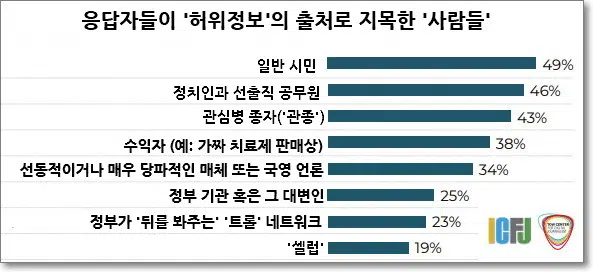 응답자들이 '허위정보'의 출처로 지목한 '사람들'
일반 시민 49%
정치인과 선출직 공무원 46%
관심병 종자('관종') 43%
수익자 (예: 가짜 치료제 판매상) 38%
선동적이거나 매우 당파적인 매체 또는 국영 언론 34%
정부 기관 혹은 그 대변인 25%
정부가 '뒤를 봐주는' '트롤' 네트워크 23%
'셀럽' 19%
ICFJ
TOW CENTER